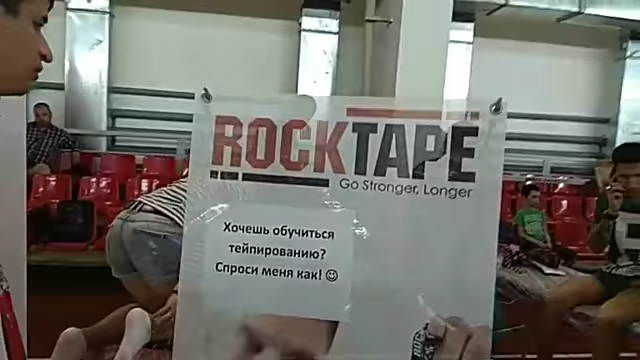 ROCKTAPE
Go Stronger, Longer
Хочешь обучиться
тейпированию?
Спроси меня как! ☺